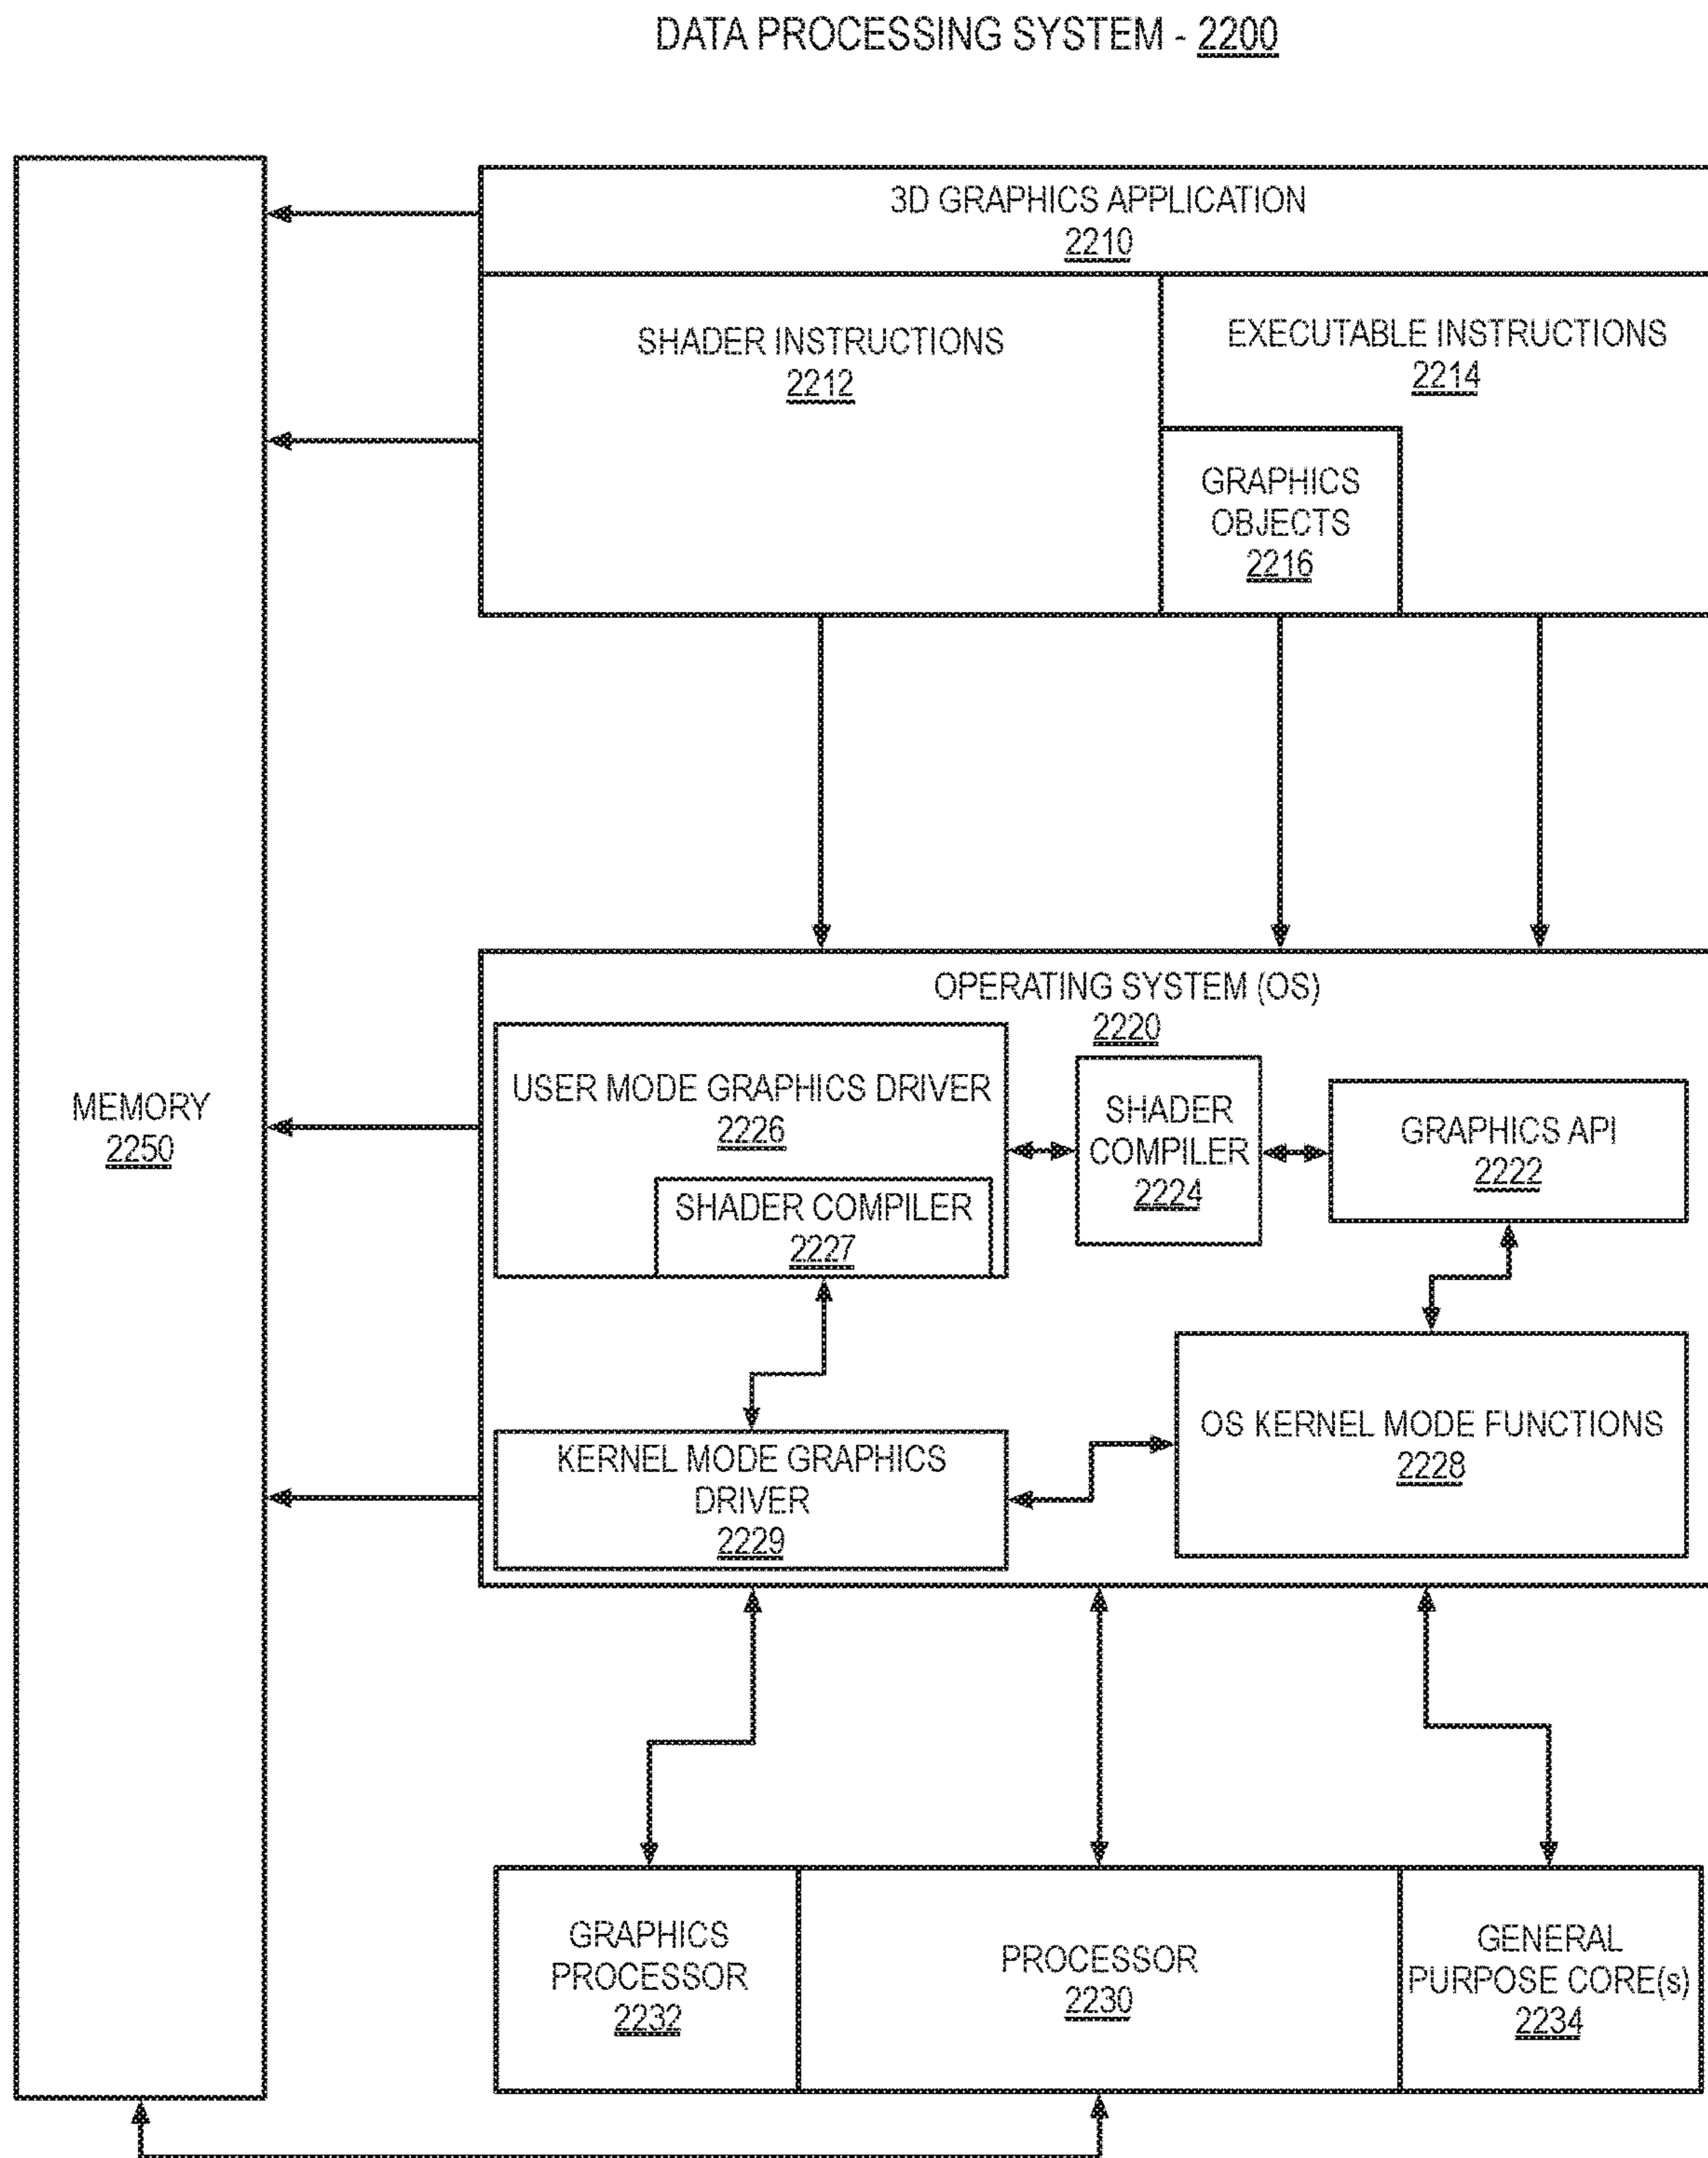 DATA PROCESSING SYSTEM - 2200
3D GRAPHICS APPLICATION
2210
SHADER INSTRUCTIONS
2212
EXECUTABLE INSTRUCTIONS
2214
GRAPHICS
OBJECTS
2216
MEMORY
2250
OPERATING SYSTEM (OS)
2220
USER MODE GRAPHICS DRIVER
2226
SHADER COMPILER
2227
SHADER
COMPILER
2224
GRAPHICS API
2222
KERNEL MODE GRAPHICS
DRIVER
2229
OS KERNEL MODE FUNCTIONS
2228
GRAPHICS
PROCESSOR
2232
PROCESSOR
2230
GENERAL
PURPOSE CORE(s)
2234